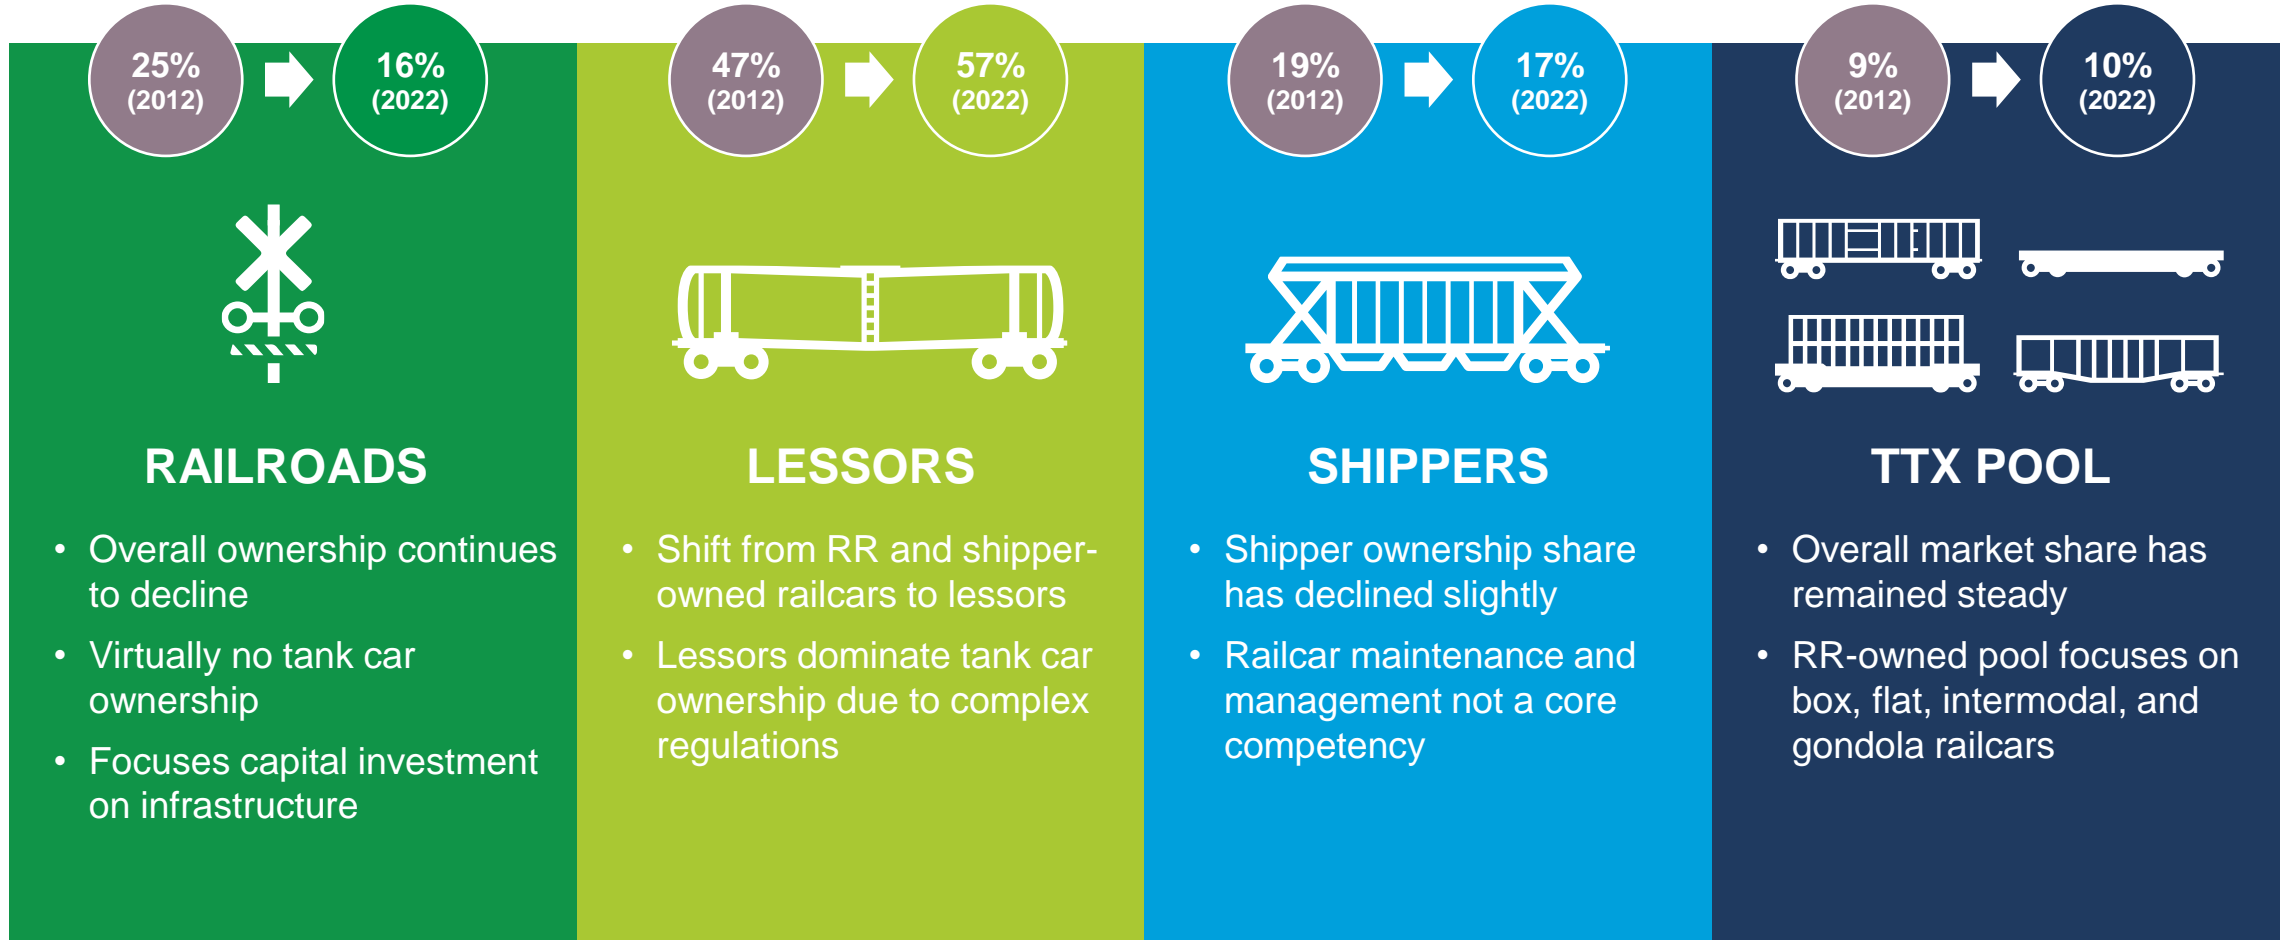 25%
(2012)
16%
(2022)
RAILROADS
• Overall ownership continues
to decline
• Virtually no tank car
ownership
• Focuses capital investment
on infrastructure
47%
(2012)
57%
(2022)
LESSORS
• Shift from RR and shipper-
owned railcars to lessors
• Lessors dominate tank car
ownership due to complex
regulations
19%
(2012)
17%
(2022)
SHIPPERS
• Shipper ownership share
has declined slightly
• Railcar maintenance and
management not a core
competency
9%
(2012)
10%
(2022)
TTX POOL
• Overall market share has
remained steady
• RR-owned pool focuses on
box, flat, intermodal, and
gondola railcars